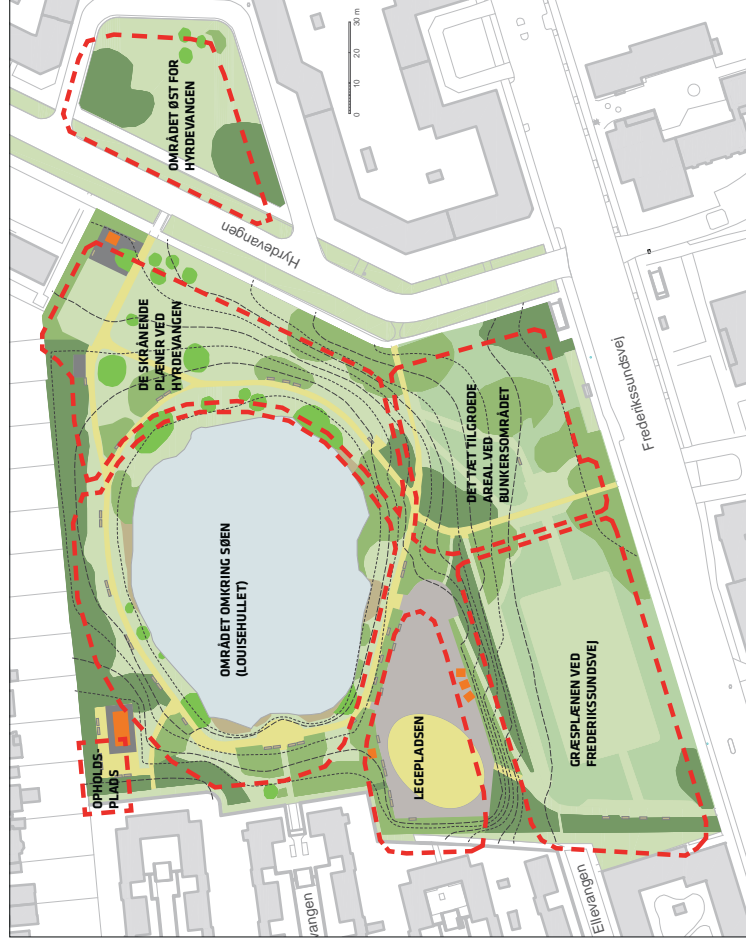 OMRÅDET ØST FOR
HYRDEVANGEN
0 10 20 30 m
Hyrdevangen
DE SKRÅNENDE
PLÆNER VED
HYRDEVANGEN
OMRÅDET OMKRING SØEN
(LOUISEHULLET)
DET TÆT TILGROEDE
AREAL VED
BUNKERSOMRÅDET
Frederikssundsvej
OPHOLDS-
PLADS
LEGEPLADSEN
GRÆSPLÆNEN VED
FREDERIKSSUNDSVEJ
vangen
Ellevangen